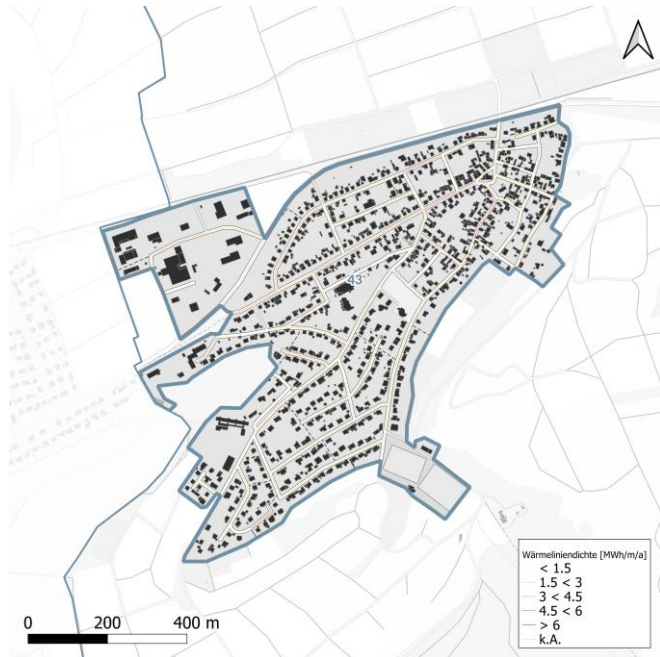 43
Wärmeliniendichte [MWh/m/a]
< 1.5
1.5 < 3
3 < 4.5
4.5 < 6
> 6
k.A.
0 200 400 m